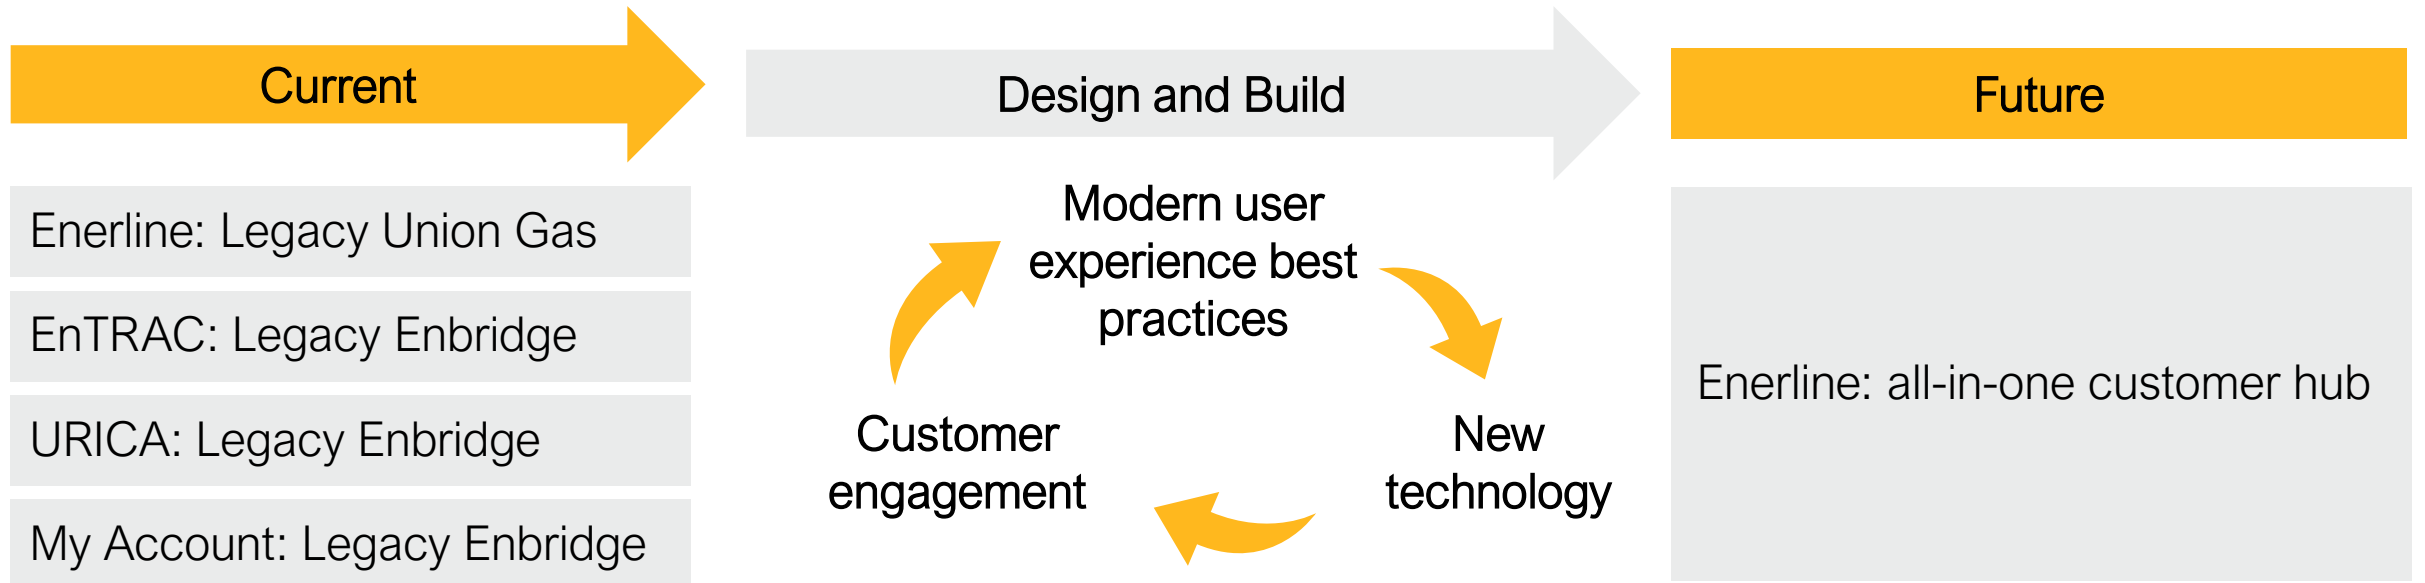 Current
Enerline: Legacy Union Gas
EnTRAC: Legacy Enbridge
URICA: Legacy Enbridge
My Account: Legacy Enbridge
Design and Build
Modern user
experience best
practices
New
technology
Customer
engagement
Future
Enerline: all-in-one customer hub